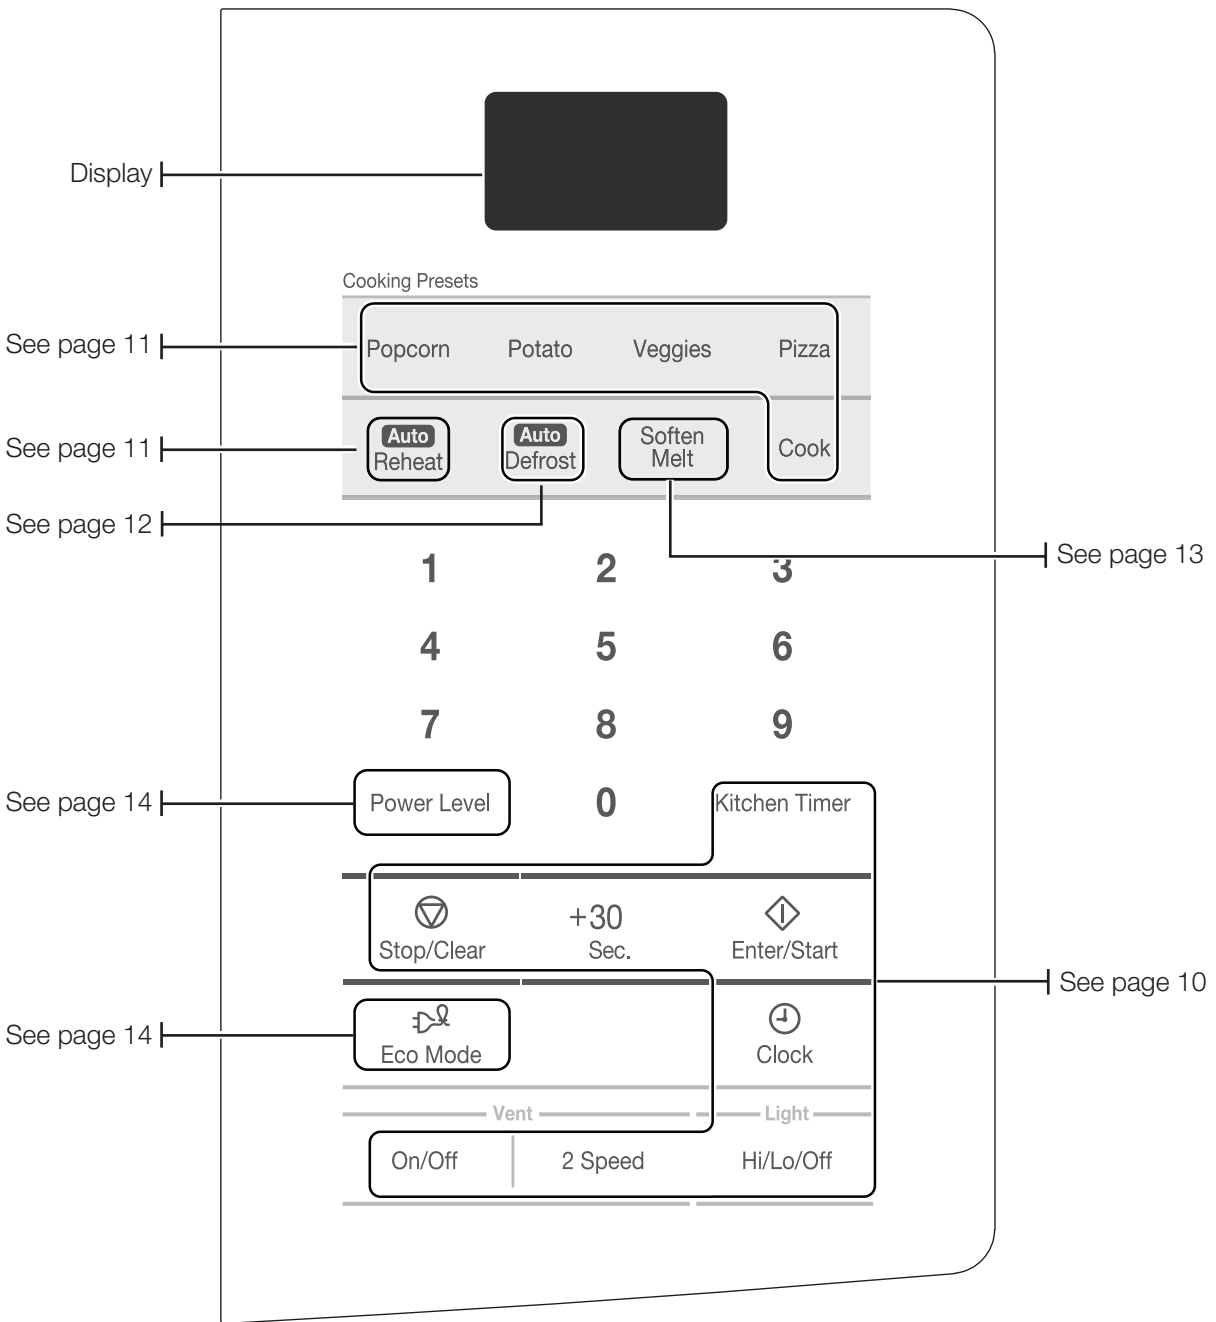 Display
Cooking Presets
See page 11
Popcorn Potato Veggies Pizza
See page 11
Auto Auto Soften
Reheat Defrost Melt Cook
See page 12
See page 13
1 2 3
4 5 6
7 8 9
See page 14
Power Level 0 Kitchen Timer
+30
Stop/Clear Sec. Enter/Start
See page 10
See page 14
Eco Mode Clock
Vent Light
On/Off 2 Speed Hi/Lo/Off